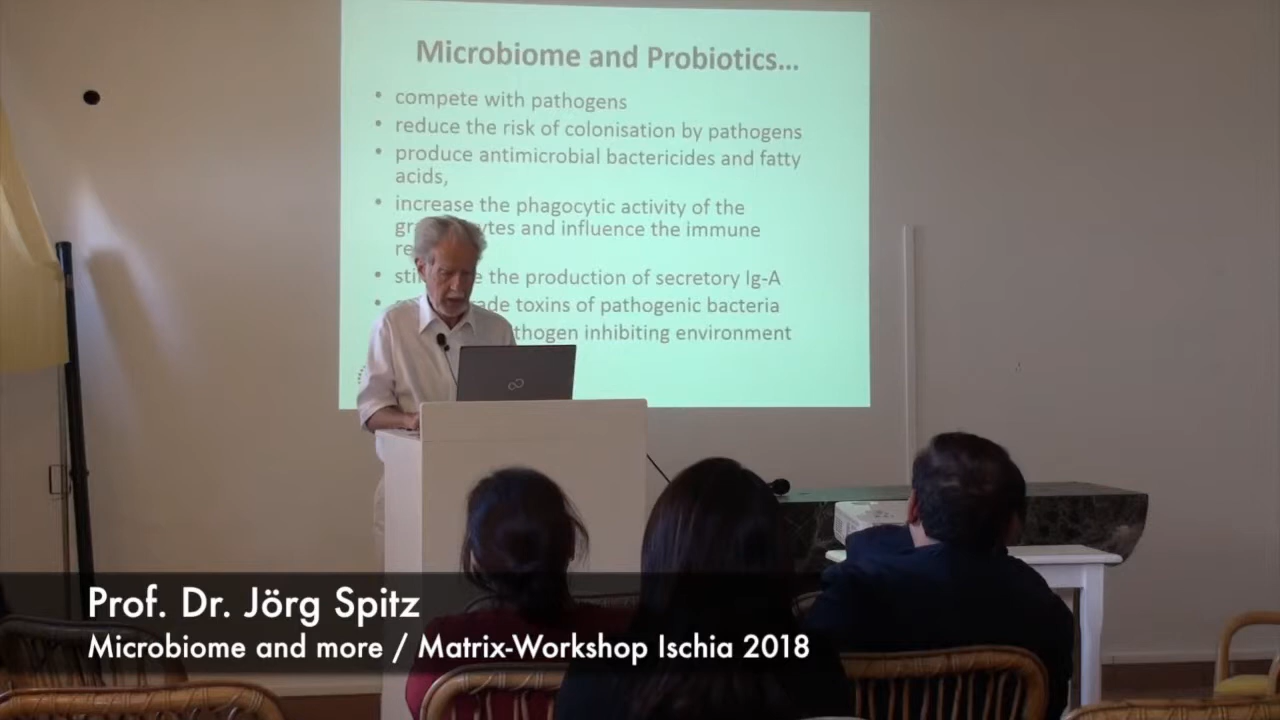 Microbiome and Probiotics...
• compete with pathogens
• reduce the risk of colonisation by pathogens
• produce antimicrobial bactericides and fatty
acids,
• increase the phagocytic activity of the
and influence the immune
• the production of secretory Ig-A
• toxins of pathogenic bacteria
inhibiting environment
Prof. Dr. Jörg Spitz
Microbiome and more / Matrix-Workshop Ischia 2018